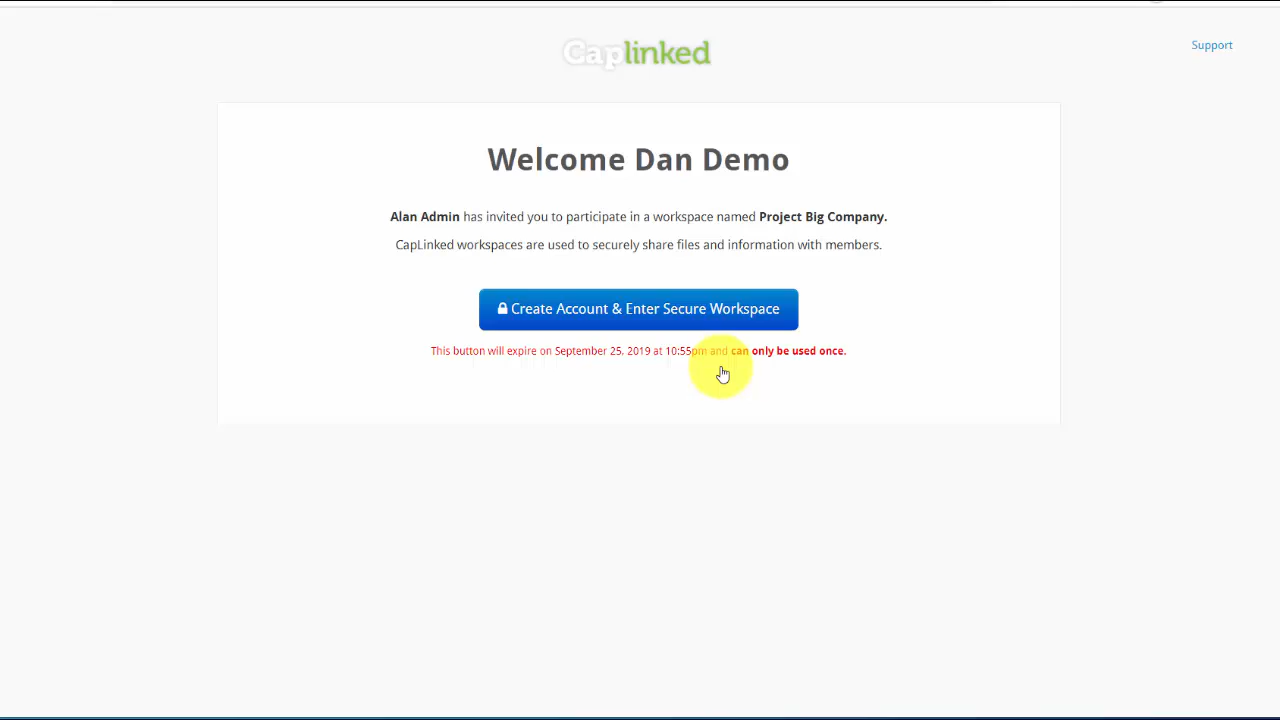 Caplinked
Support
Welcome Dan Demo
Alan Admin has invited you to participate in a workspace named Project Big Company.
CapLinked workspaces are used to securely share files and information with members.
Create Account & Enter Secure Workspace
This button will expire on September 25, 2019 at 10:55pm and can only be used once.